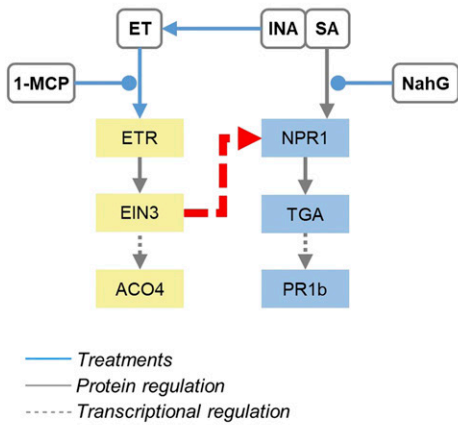 ET INA SA
1-MCP NahG
ETR NPR1
EIN3 TGA
ACO4 PR1b
Treatments
Protein regulation
Transcriptional regulation